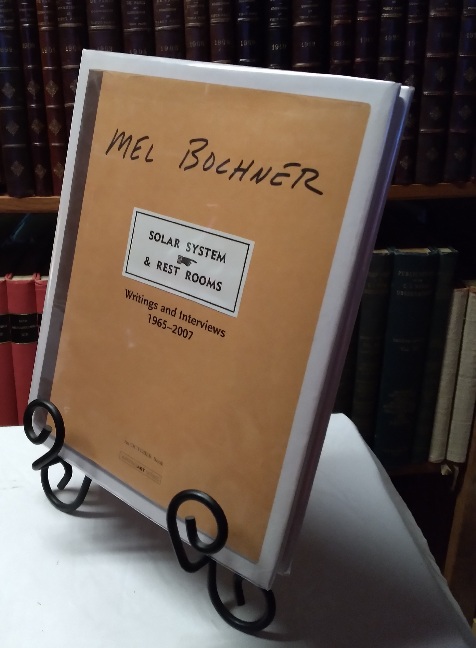 MEL BOCHNER
SOLAR SYSTEM
& REST ROOMS
Writings and Interviews
1965–2007